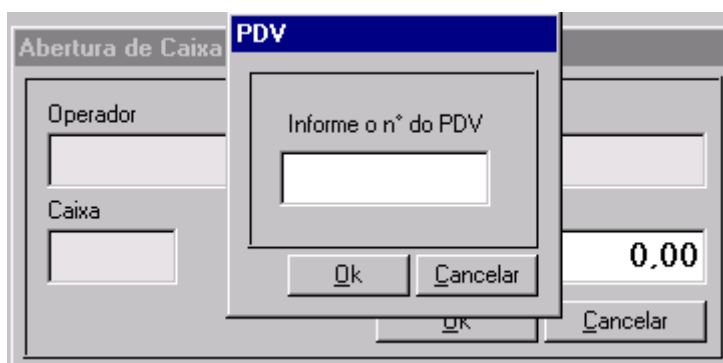 PDV
Abertura de Caixa
Operador
Informe o n° do PDV
Caixa
0,00
Ok Cancelar
Ok Cancelar